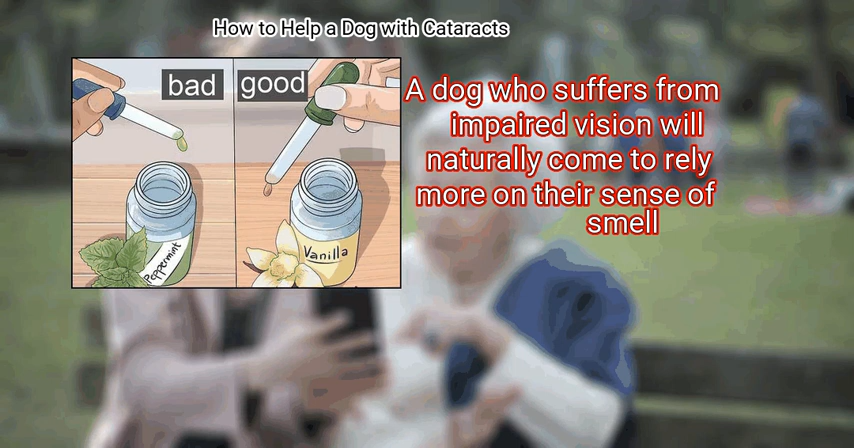 How to Help a Dog with Cataracts
bad
good
Peppermint
Vanilla
A dog who suffers from
impaired vision will
naturally come to rely
more on their sense of
smell